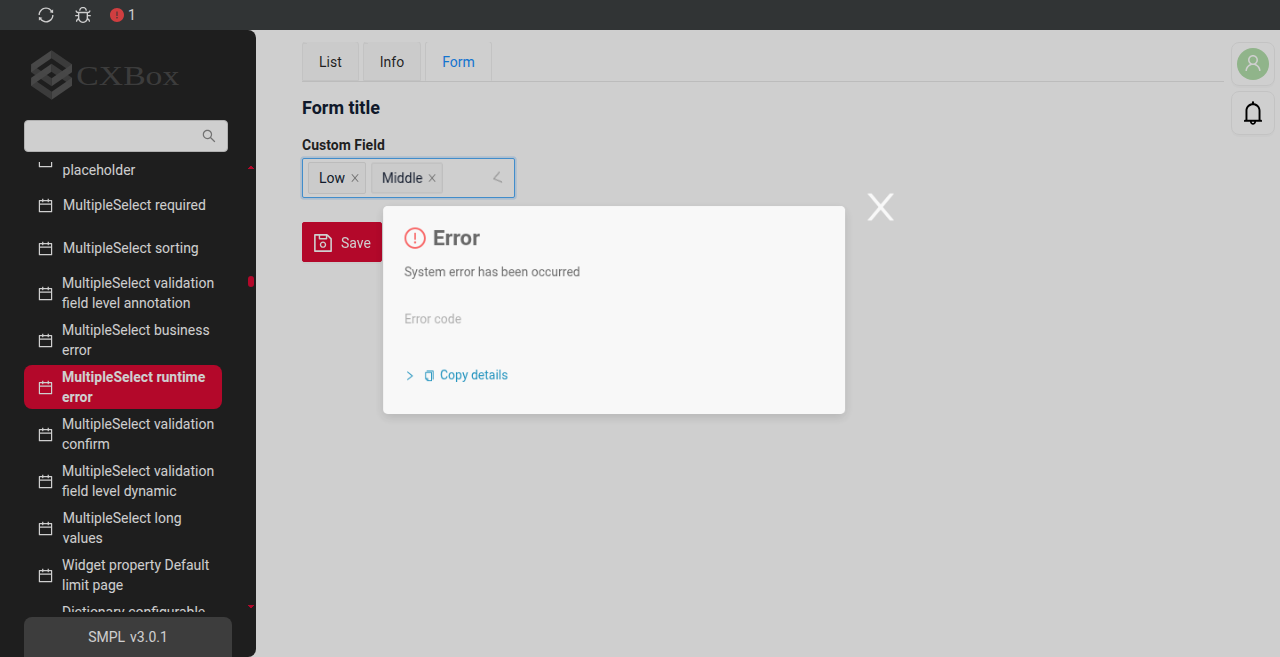 1
CXBox
placeholder
MultipleSelect required
MultipleSelect sorting
MultipleSelect validation
field level annotation
MultipleSelect business
error
MultipleSelect runtime
error
MultipleSelect validation
confirm
MultipleSelect validation
field level dynamic
MultipleSelect long
values
Widget property Default
limit page
Dictionary configurable
SMPL v3.0.1
List
Info
Form
Form title
Custom Field
Low
Middle
Save
Error
System error has been occurred
Error code
Copy details